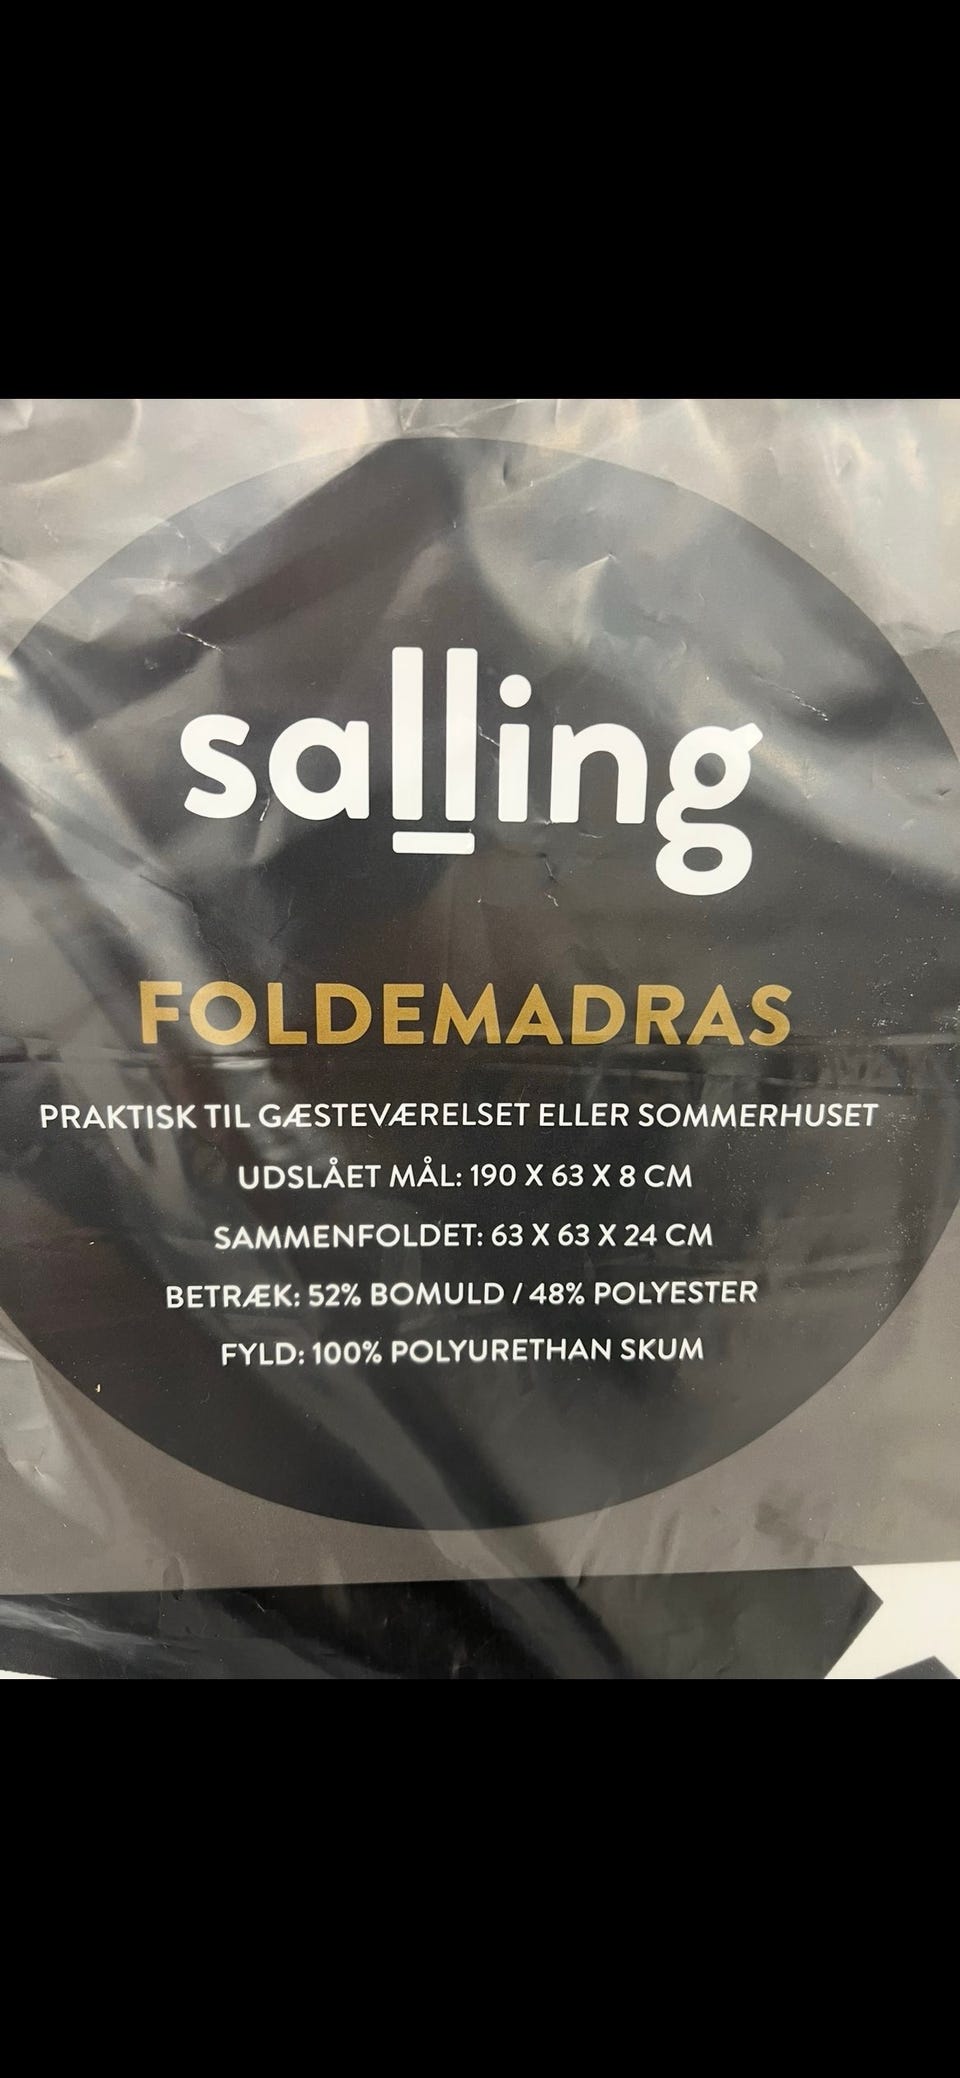 salling
FOLDEMADRAS
PRAKTISK TIL GÆSTEVÆRELSET ELLER SOMMERHUSET
UDSLÅET MÅL: 190 X 63 X 8 CM
SAMMENFOLDET: 63 X 63 X 24 CM
BETRÆK: 52% BOMULD / 48% POLYESTER
FYLD: 100% POLYURETHAN SKUM